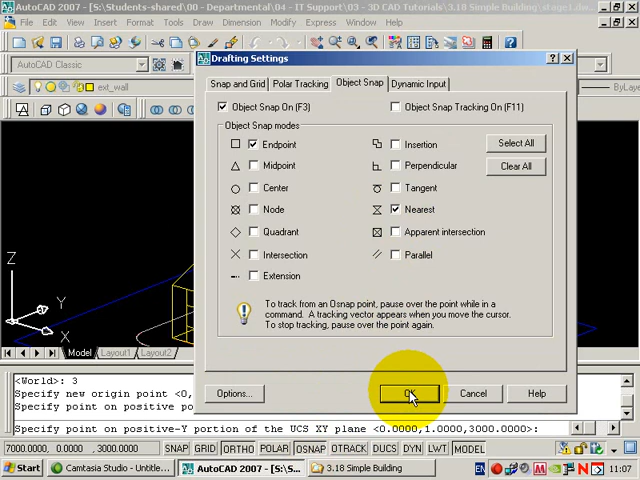 AutoCAD 2007 - [S:\Students-shared\00 - Departmental\04 - IT Support\03 - 3D CAD Tutorials\3.18 Simple Building\stage1.dw...
File Edit View Insert Format Tools Draw Dimension Modify Express Window Help
AutoCAD Classic
ext_wall
ByLaye
Drafting Settings
Snap and Grid Polar Tracking Object Snap Dynamic Input
Object Snap On (F3) Object Snap Tracking On (F11)
Object Snap modes
Endpoint Insertion Select All
Midpoint Perpendicular Clear All
Center Tangent
Node Nearest
Quadrant Apparent intersection
Intersection Parallel
Extension
To track from an Osnap point, pause over the point while in a
command. A tracking vector appears when you move the cursor.
To stop tracking, pause over the point again.
Options... OK Cancel Help
Z
Y
X
Model Layout1 Layout2
<World>: 3
Specify new origin point <0,
Specify point on positive po
Specify point on positive-Y portion of the UCS XY plane <0.0000,1.0000,3000.0000>:
7000.0000, 0.0000 , 3000.0000 SNAP GRID ORTHO POLAR OSNAP OTRACK DUCS DYN LWT MODEL
Start Camtasia Studio - Untitle... AutoCAD 2007 - [S:\S... 3.18 Simple Building EN 11:07